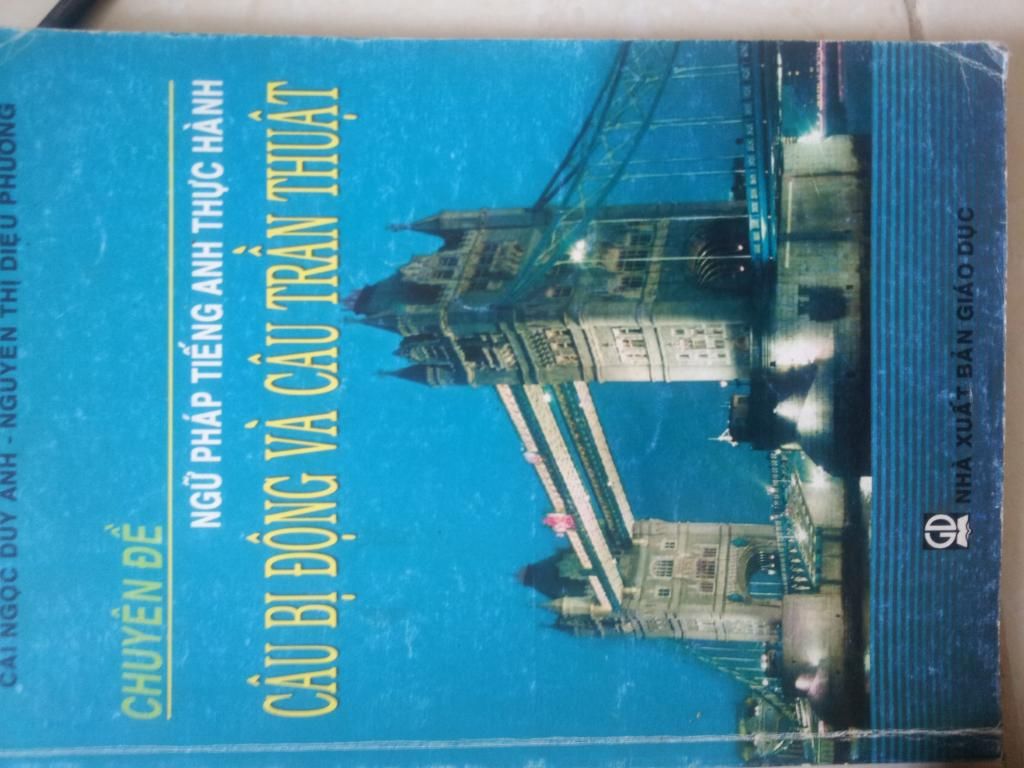 CAI NGỌC DUY ANH - NGUYỄN THỊ DIỆU PHƯƠNG
CHUYÊN ĐỀ
NGỮ PHÁP TIẾNG ANH THỰC HÀNH
CÂU BỊ ĐỘNG VÀ CÂU TRẦN THUẬT
GD NHÀ XUẤT BẢN GIÁO DỤC